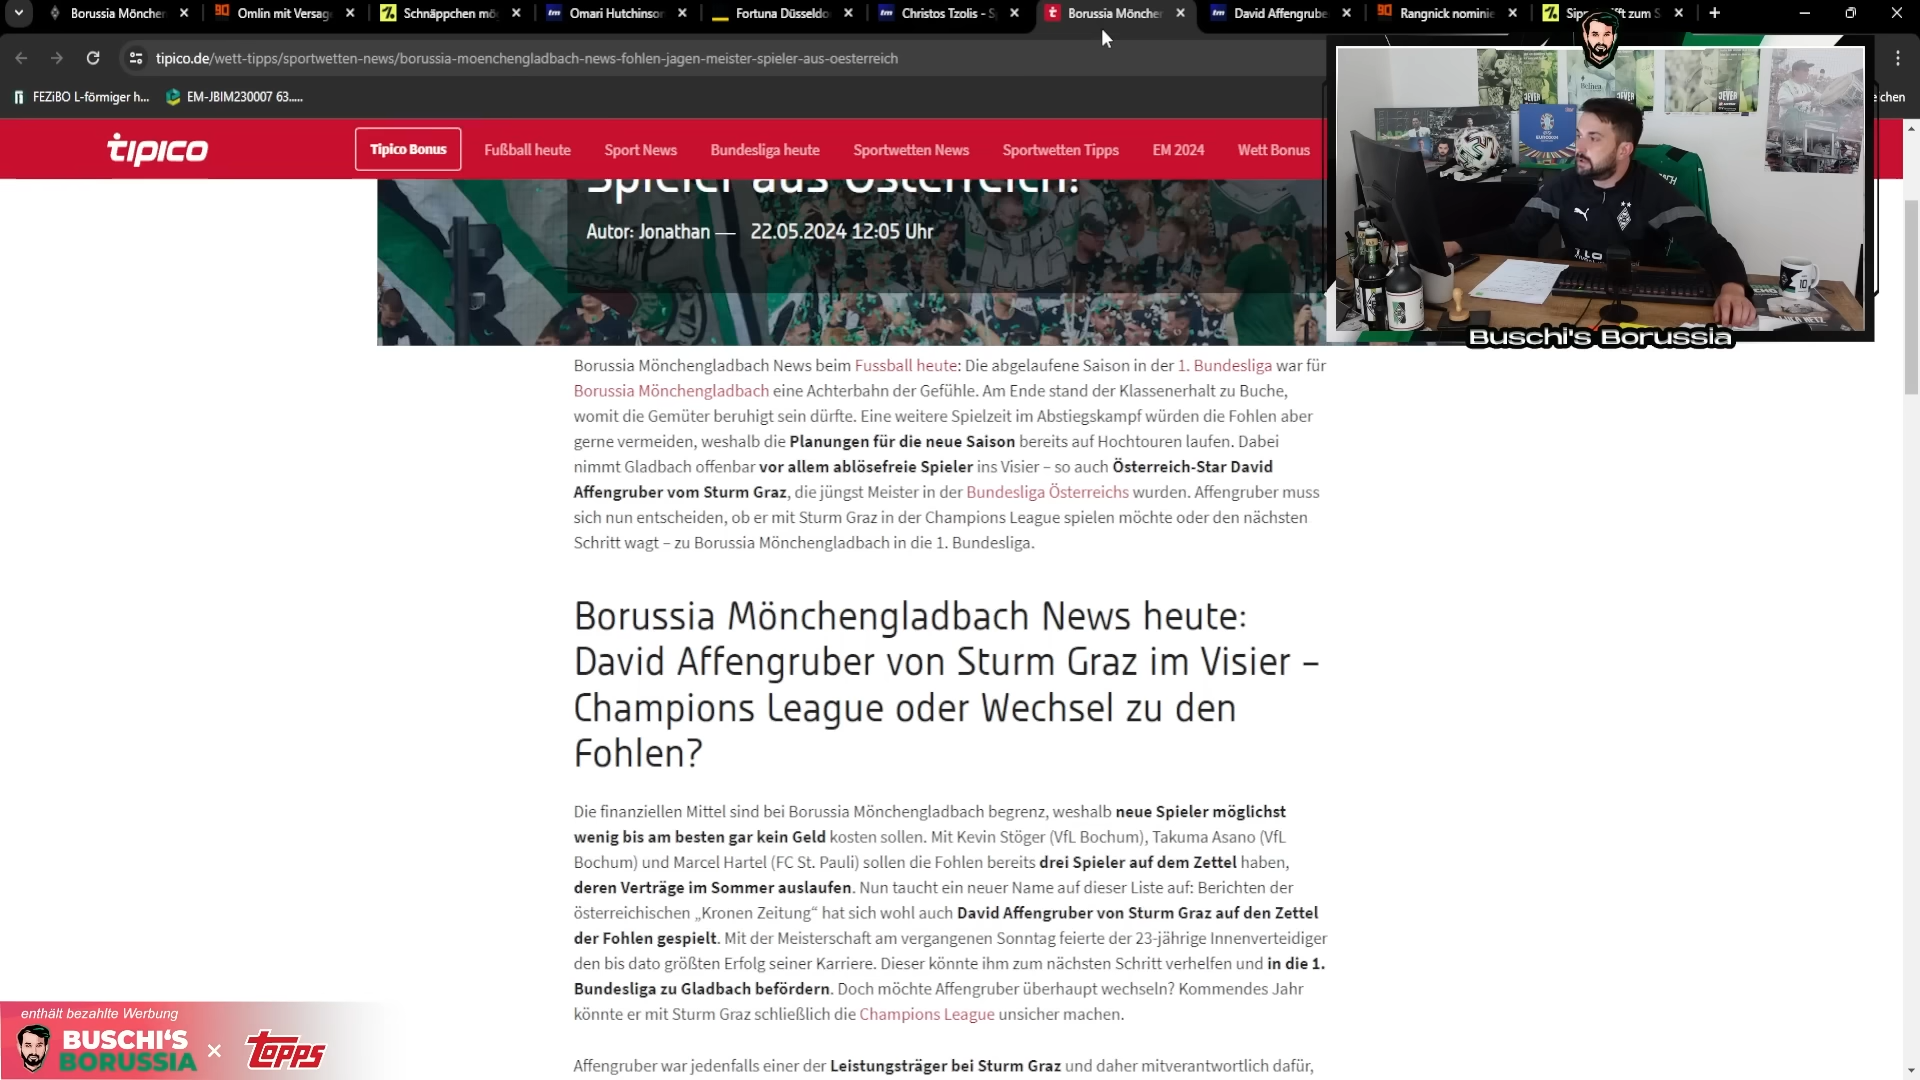 Borussia Möncher
Omlin mit Versag
Schnäppchen mö
Omari Hutchinson
Fortuna Düsseldo
Christos Tzolis - S
Borussia Möncher
David Affengrube
Rangnick nominie
tipico.de/wett-tipps/sportwetten-news/borussia-moenchengladbach-news-fohlen-jagen-meister-spieler-aus-oesterreich
FEZiBO L-förmiger h...
EM-JBIM230007 63.....
tipico
Tipico Bonus
Fußball heute
Sport News
Bundesliga heute
Sportwetten News
Sportwetten Tipps
EM 2024
Wett Bonus
Spieler aus Österreich!
Autor: Jonathan — 22.05.2024 12:05 Uhr
Buschi's Borussia
Borussia Mönchengladbach News beim Fussball heute: Die abgelaufene Saison in der 1. Bundesliga war für
Borussia Mönchengladbach eine Achterbahn der Gefühle. Am Ende stand der Klassenerhalt zu Buche,
womit die Gemüter beruhigt sein dürfte. Eine weitere Spielzeit im Abstiegskampf würden die Fohlen aber
gerne vermeiden, weshalb die Planungen für die neue Saison bereits auf Hochtouren laufen. Dabei
nimmt Gladbach offenbar vor allem ablösefreie Spieler ins Visier – so auch Österreich-Star David
Affengruber vom Sturm Graz, die jüngst Meister in der Bundesliga Österreichs wurden. Affengruber muss
sich nun entscheiden, ob er mit Sturm Graz in der Champions League spielen möchte oder den nächsten
Schritt wagt – zu Borussia Mönchengladbach in die 1. Bundesliga.
Borussia Mönchengladbach News heute:
David Affengruber von Sturm Graz im Visier –
Champions League oder Wechsel zu den
Fohlen?
Die finanziellen Mittel sind bei Borussia Mönchengladbach begrenz, weshalb neue Spieler möglichst
wenig bis am besten gar kein Geld kosten sollen. Mit Kevin Stöger (VfL Bochum), Takuma Asano (VfL
Bochum) und Marcel Hartel (FC St. Pauli) sollen die Fohlen bereits drei Spieler auf dem Zettel haben,
deren Verträge im Sommer auslaufen. Nun taucht ein neuer Name auf dieser Liste auf: Berichten der
österreichischen „Kronen Zeitung“ hat sich wohl auch David Affengruber von Sturm Graz auf den Zettel
der Fohlen gespielt. Mit der Meisterschaft am vergangenen Sonntag feierte der 23-jährige Innenverteidiger
den bis dato größten Erfolg seiner Karriere. Dieser könnte ihm zum nächsten Schritt verhelfen und in die 1.
Bundesliga zu Gladbach befördern. Doch möchte Affengruber überhaupt wechseln? Kommendes Jahr
könnte er mit Sturm Graz schließlich die Champions League unsicher machen.
Affengruber war jedenfalls einer der Leistungsträger bei Sturm Graz und daher mitverantwortlich dafür,
enthält bezahlte Werbung
BUSCHI'S
BORUSSIA
×
topps